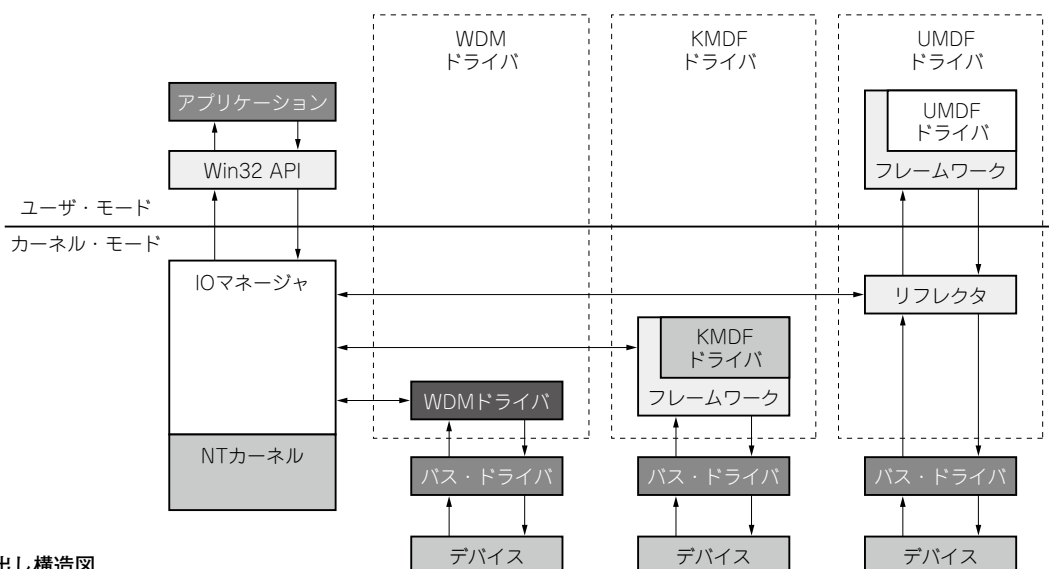 WDM
ドライバ
KMDF
ドライバ
UMDF
ドライバ
アプリケーション
UMDF
ドライバ
Win32 API
フレームワーク
ユーザ・モード
カーネル・モード
IOマネージャ
リフレクタ
KMDF
ドライバ
WDMドライバ
フレームワーク
NTカーネル
バス・ドライバ
バス・ドライバ
バス・ドライバ
デバイス
デバイス
デバイス
出し構造図